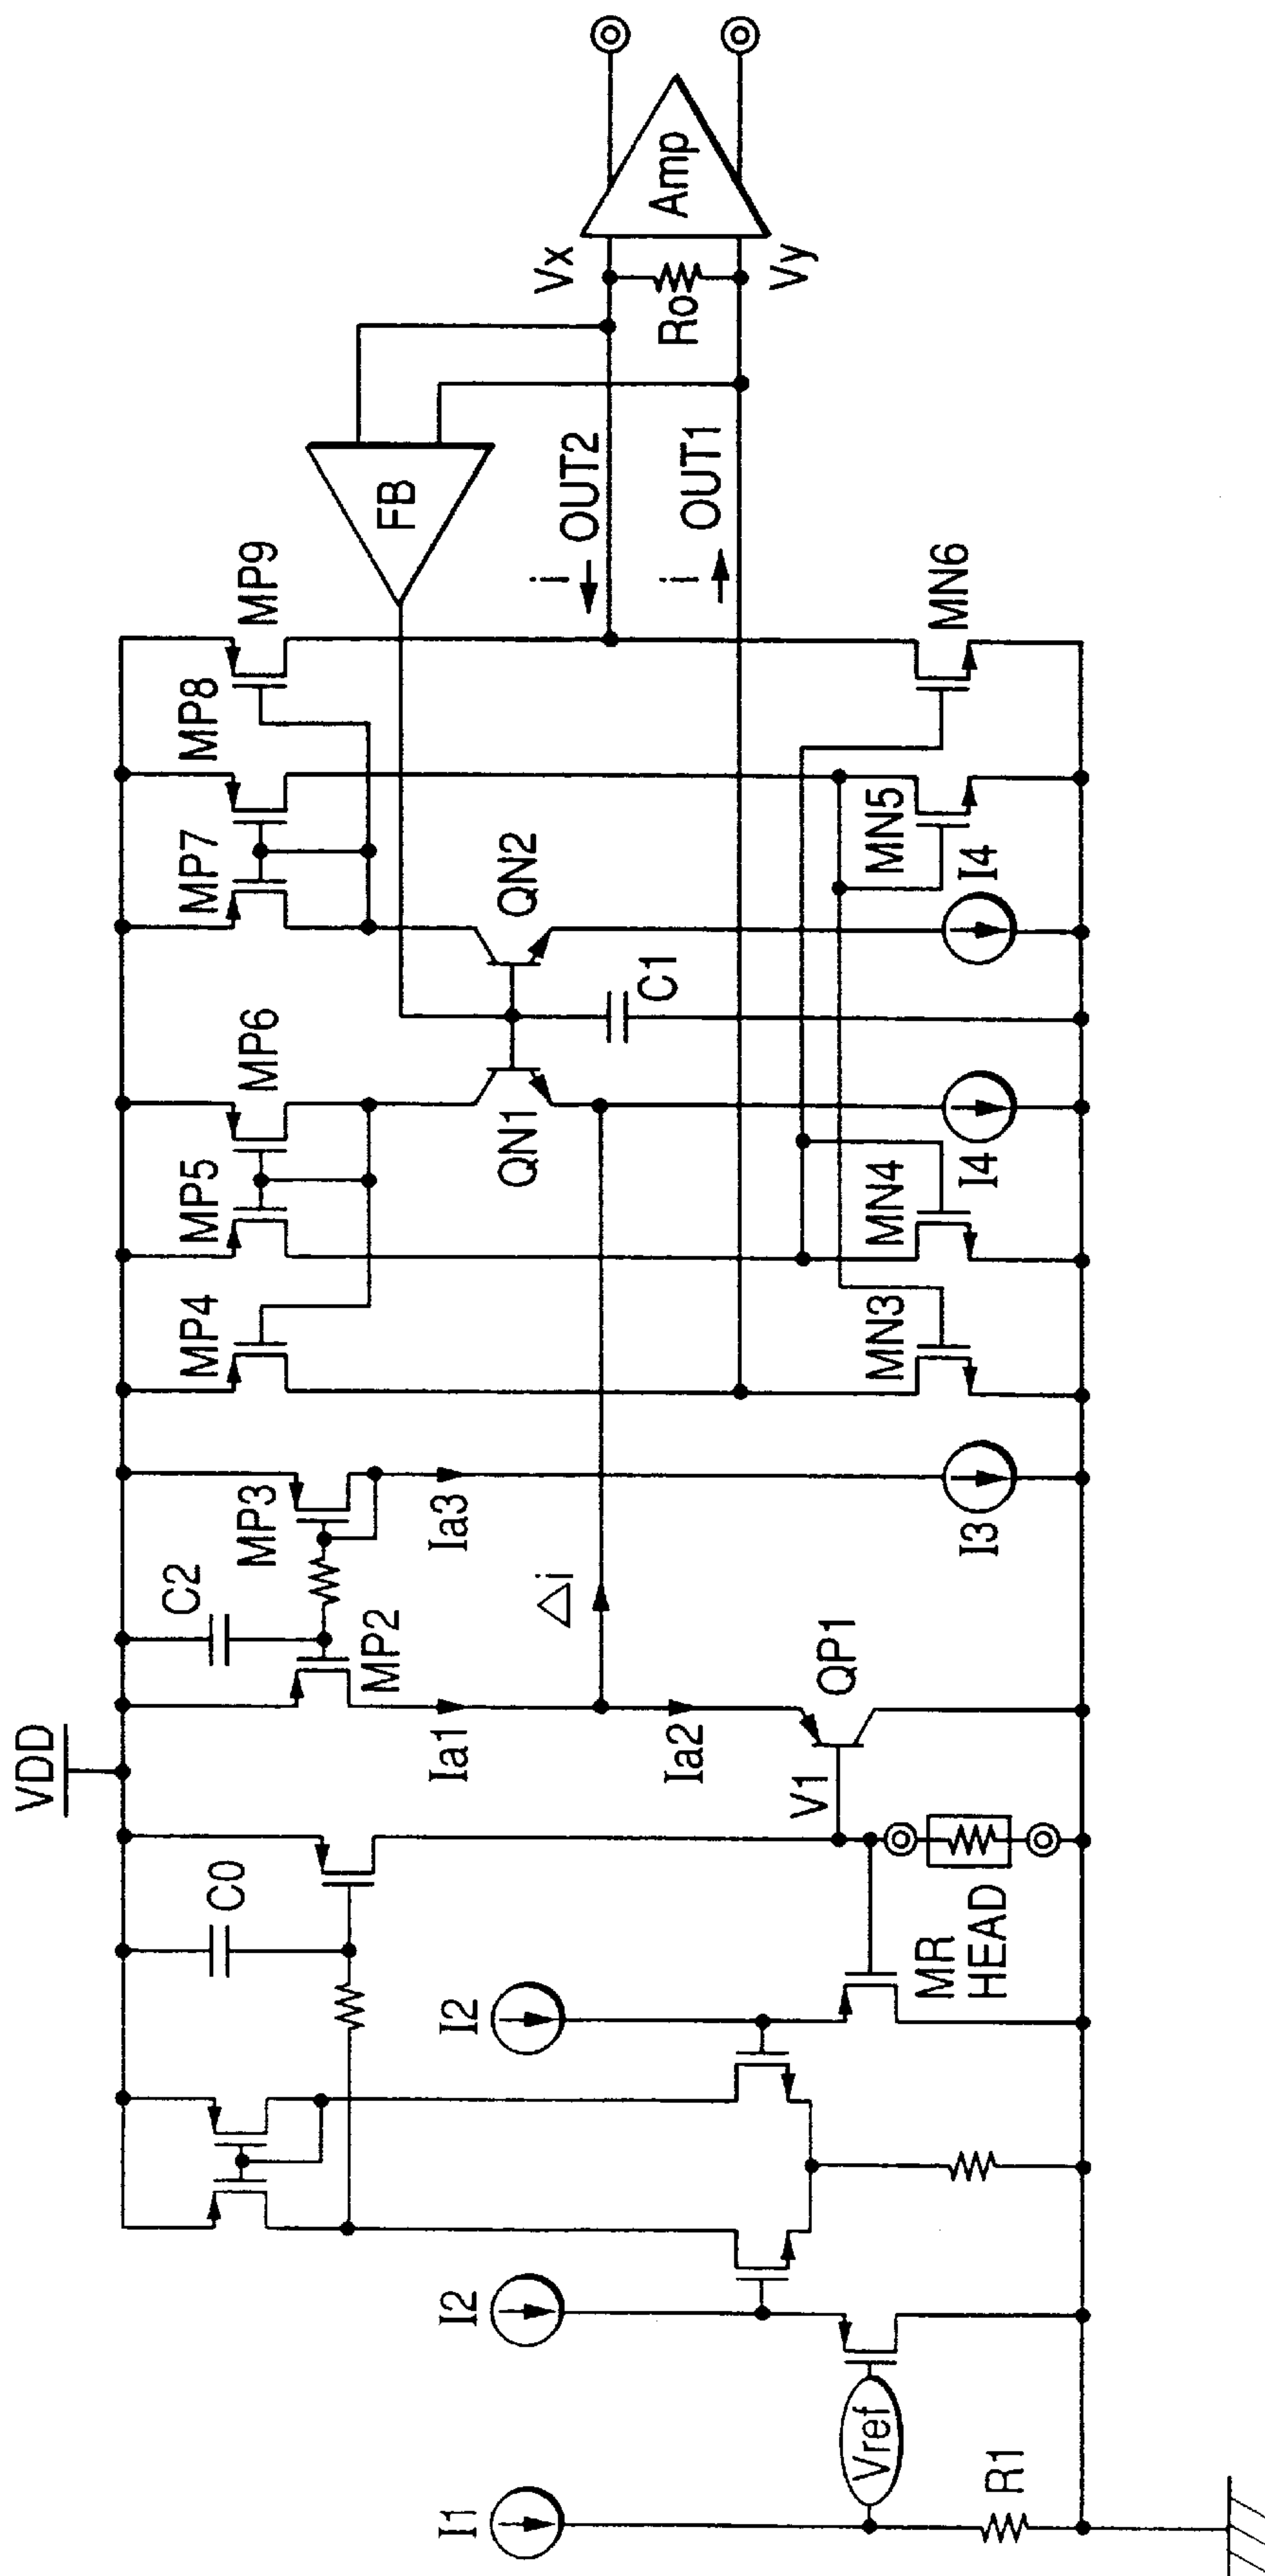 VDD
C0
C2
MP2
MP3
MP4
MP5
MP6
MP7
MP8
MP9
FB
Vx
Vy
Ro
Amp
OUT2
OUT1
i
i
QN1
QN2
C1
Ia1
Ia2
Ia3
Δi
QP1
V1
I1
I2
I2
Vref
R1
MR
HEAD
I3
MN3
MN4
I4
I4
MN5
MN6